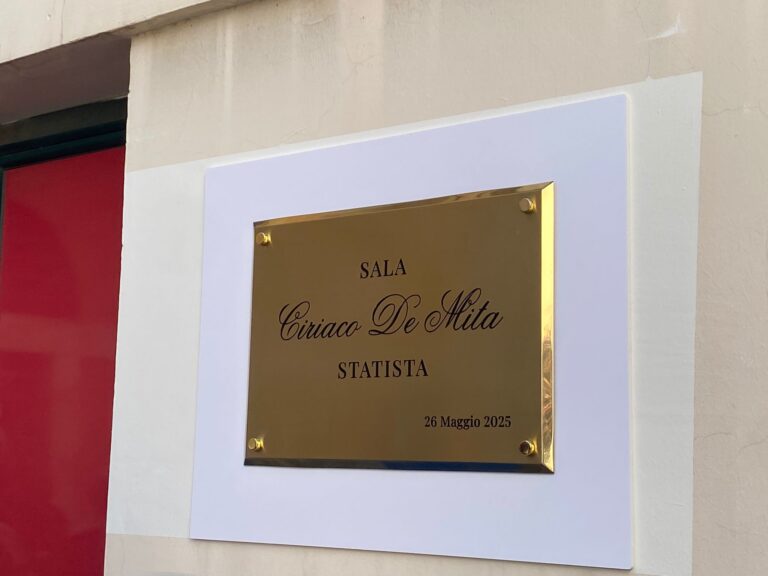 SALA
Ciriaco De Mita
STATISTA
26 Maggio 2025